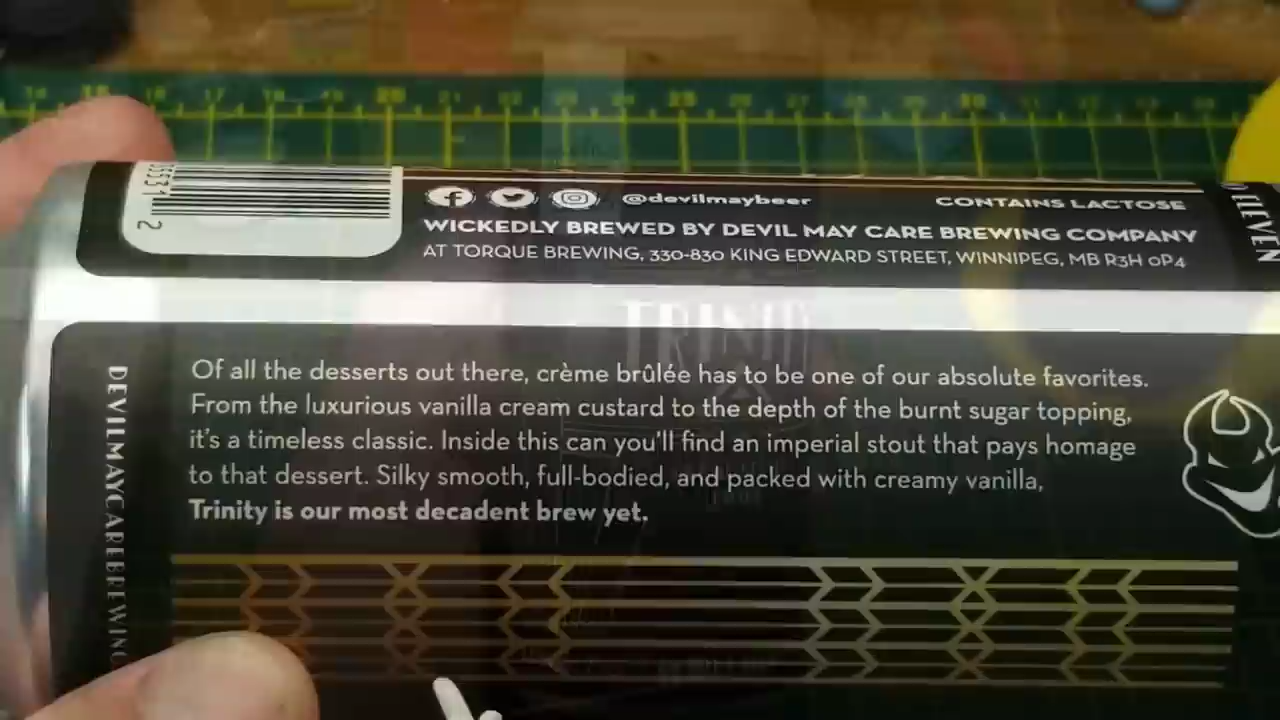 @devilmaybeer
CONTAINS LACTOSE
WICKEDLY BREWED BY DEVIL MAY CARE BREWING COMPANY
AT TORQUE BREWING, 330-830 KING EDWARD STREET, WINNIPEG, MB R3H 0P4
ELEVEN
TRINIT
Of all the desserts out there, crème brûlée has to be one of our absolute favorites.
From the luxurious vanilla cream custard to the depth of the burnt sugar topping,
it's a timeless classic. Inside this can you'll find an imperial stout that pays homage
to that dessert. Silky smooth, full-bodied, and packed with creamy vanilla,
Trinity is our most decadent brew yet.
DEVILMAYCAREBREWING